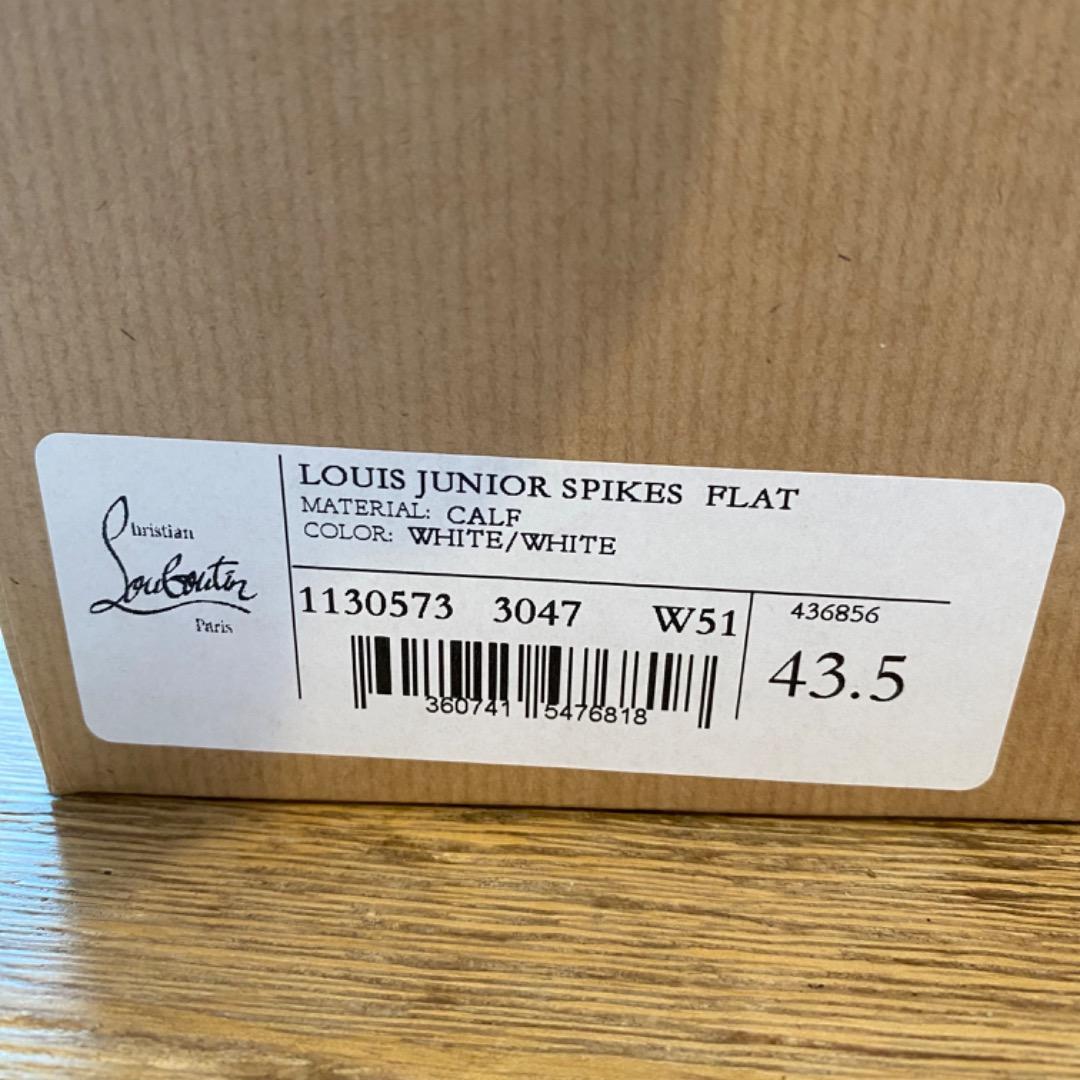 Christian
Louboutin
Paris
LOUIS JUNIOR SPIKES FLAT
MATERIAL: CALF
COLOR: WHITE/WHITE
1130573 3047 W51
360741 5476818
436856
43.5